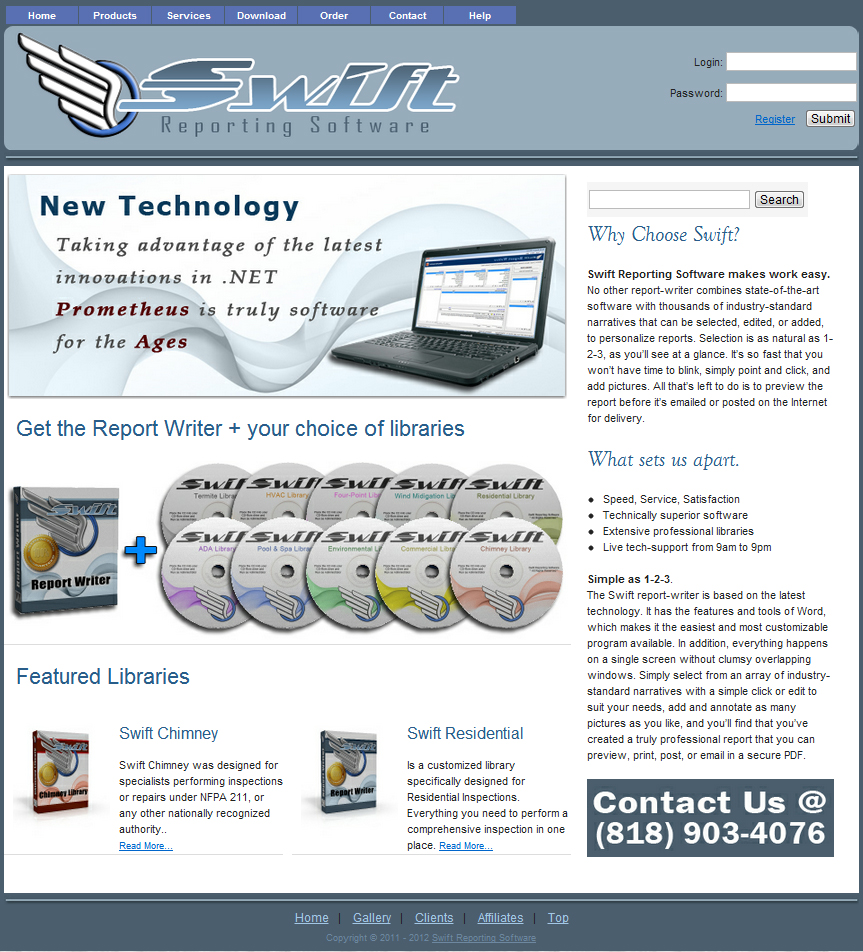 Home Products Services Download Order Contact Help
Swift
Reporting Software
Login:
Password:
Register Submit
New Technology
Taking advantage of the latest
innovations in .NET
Prometheus is truly software
for the Ages
Get the Report Writer + your choice of libraries
Swift
Report Writer
Report Writer
+
Swift Swift Swift Swift Swift
Termite Library HVAC Library Four-Point Wind Midigation Residential Library
Swift Swift Swift Swift Swift
ADA Library Pool & Spa Environmental Commercial Chimney Library
Featured Libraries
Swift
Chimney Library
Swift Chimney
Swift Chimney was designed for
specialists performing inspections
or repairs under NFPA 211, or
any other nationally recognized
authority..
Read More...
Swift
Report Writer
Swift Residential
Is a customized library
specifically designed for
Residential Inspections.
Everything you need to perform a
comprehensive inspection in one
place. Read More...
Search
Why Choose Swift?
Swift Reporting Software makes work easy.
No other report-writer combines state-of-the-art
software with thousands of industry-standard
narratives that can be selected, edited, or added,
to personalize reports. Selection is as natural as 1-
2-3, as you'll see at a glance. It's so fast that you
won't have time to blink, simply point and click, and
add pictures. All that's left to do is to preview the
report before it's emailed or posted on the Internet
for delivery.
What sets us apart.
Speed, Service, Satisfaction
Technically superior software
Extensive professional libraries
Live tech-support from 9am to 9pm
Simple as 1-2-3.
The Swift report-writer is based on the latest
technology. It has the features and tools of Word,
which makes it the easiest and most customizable
program available. In addition, everything happens
on a single screen without clumsy overlapping
windows. Simply select from an array of industry-
standard narratives with a simple click or edit to
suit your needs, add and annotate as many
pictures as you like, and you'll find that you've
created a truly professional report that you can
preview, print, post, or email in a secure PDF.
Contact Us @
(818) 903-4076
Home | Gallery | Clients | Affiliates | Top
Copyright © 2011 - 2012 Swift Reporting Software